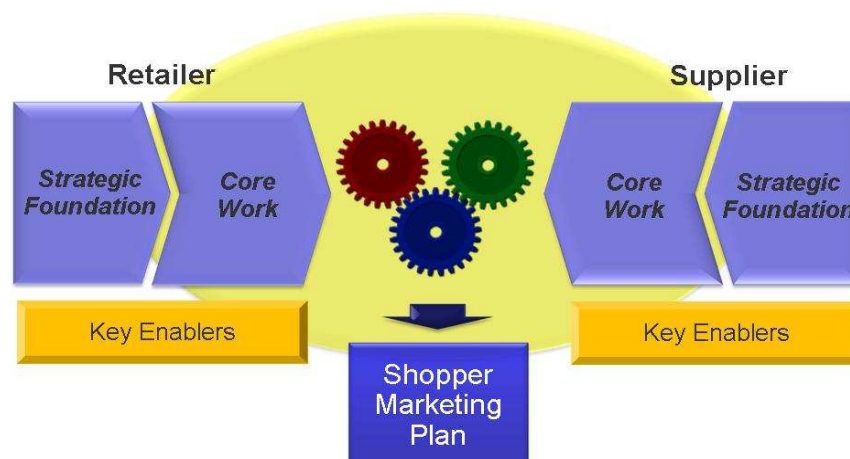 Retailer
Supplier
Strategic
Foundation
Core
Work
Core
Work
Strategic
Foundation
Key Enablers
Key Enablers
Shopper
Marketing
Plan